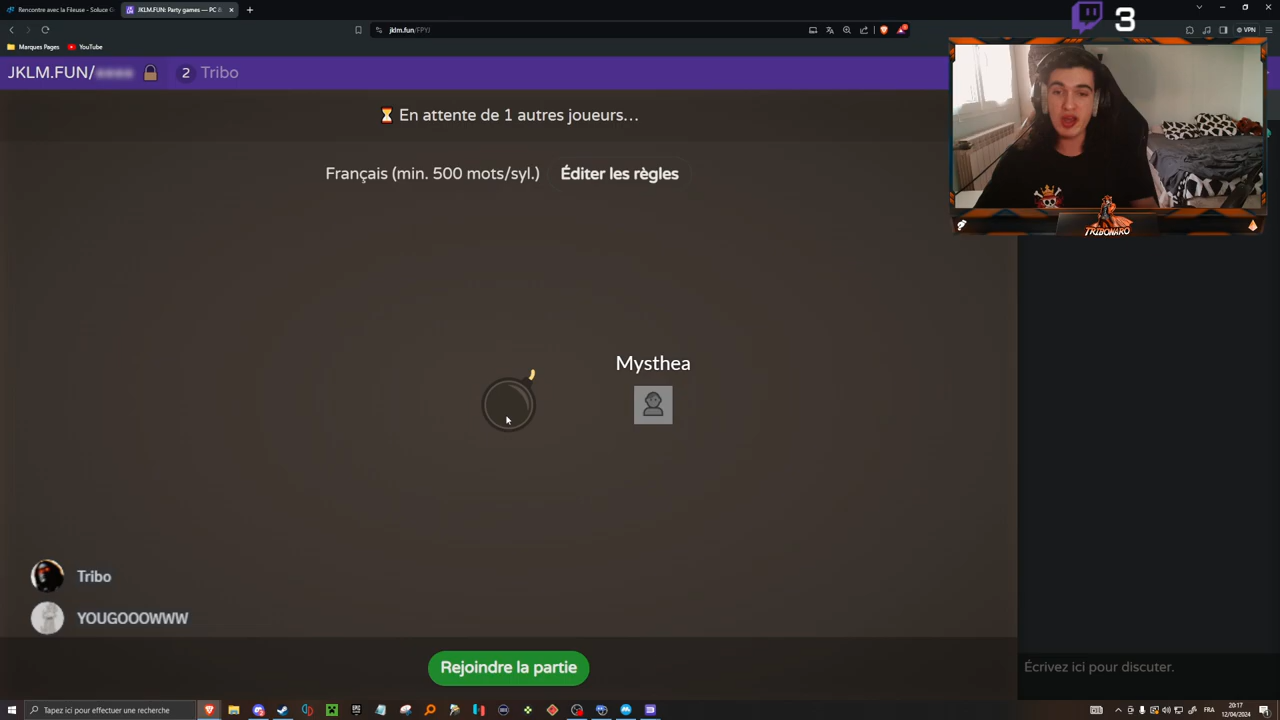 Rencontre avec la Fileuse - Soluce G
JKLM.FUN: Party games — PC &
3
jklm.fun/FPYJ
VPN
Marques Pages
YouTube
JKLM.FUN/
2
Tribo
En attente de 1 autres joueurs…
Français (min. 500 mots/syl.)
Éditer les règles
TRIBONARO
Mysthea
Tribo
YOUGOOOWWW
Rejoindre la partie
Écrivez ici pour discuter.
Tapez ici pour effectuer une recherche
FRA
20:17
12/04/2024